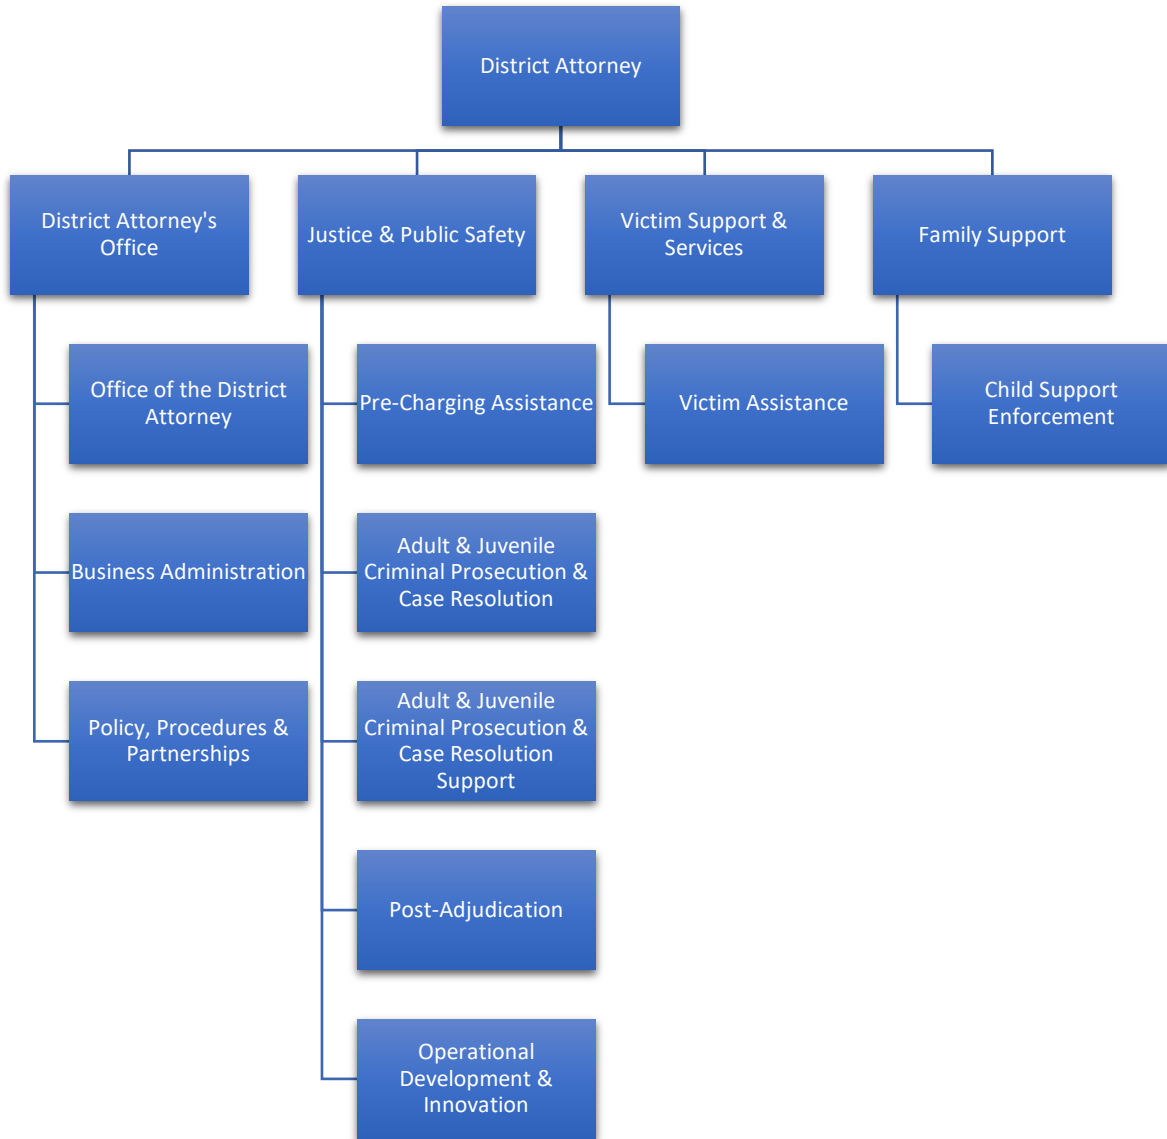 District Attorney
District Attorney's
Office
Justice & Public Safety
Victim Support &
Services
Family Support
Office of the District
Attorney
Pre-Charging Assistance
Victim Assistance
Child Support
Enforcement
Business Administration
Adult & Juvenile
Criminal Prosecution &
Case Resolution
Policy, Procedures &
Partnerships
Adult & Juvenile
Criminal Prosecution &
Case Resolution
Support
Post-Adjudication
Operational
Development &
Innovation